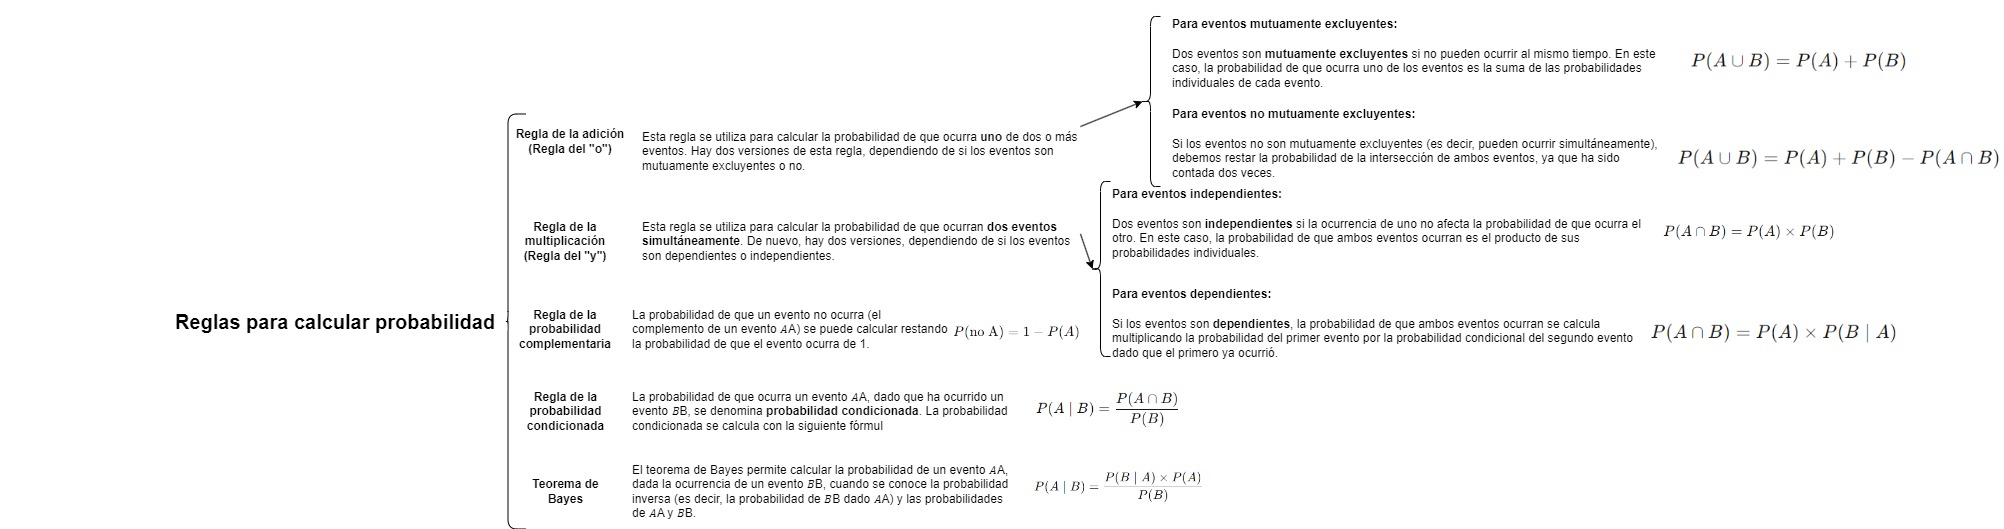 Reglas para calcular probabilidad
Regla de la adición
(Regla del "o")
Esta regla se utiliza para calcular la probabilidad de que ocurra uno de dos o más
eventos. Hay dos versiones de esta regla, dependiendo de si los eventos son
mutuamente excluyentes o no.
Para eventos mutuamente excluyentes:
Dos eventos son mutuamente excluyentes si no pueden ocurrir al mismo tiempo. En este
caso, la probabilidad de que ocurra uno de los eventos es la suma de las probabilidades
individuales de cada evento.
P(A ∪ B) = P(A) + P(B)
Para eventos no mutuamente excluyentes:
Si los eventos no son mutuamente excluyentes (es decir, pueden ocurrir simultáneamente),
debemos restar la probabilidad de la intersección de ambos eventos, ya que ha sido
contada dos veces.
P(A ∪ B) = P(A) + P(B) − P(A ∩ B)
Regla de la
multiplicación
(Regla del "y")
Esta regla se utiliza para calcular la probabilidad de que ocurran dos eventos
simultáneamente. De nuevo, hay dos versiones, dependiendo de si los eventos
son dependientes o independientes.
Para eventos independientes:
Dos eventos son independientes si la ocurrencia de uno no afecta la probabilidad de que ocurra el
otro. En este caso, la probabilidad de que ambos eventos ocurran es el producto de sus
probabilidades individuales.
P(A ∩ B) = P(A) × P(B)
Para eventos dependientes:
Si los eventos son dependientes, la probabilidad de que ambos eventos ocurran se calcula
multiplicando la probabilidad del primer evento por la probabilidad condicional del segundo evento
dado que el primero ya ocurrió.
P(A ∩ B) = P(A) × P(B | A)
Regla de la
probabilidad
complementaria
La probabilidad de que un evento no ocurra (el
complemento de un evento AA) se puede calcular restando
la probabilidad de que el evento ocurra de 1.
P(no A) = 1 − P(A)
Regla de la
probabilidad
condicionada
La probabilidad de que ocurra un evento AA, dado que ha ocurrido un
evento BB, se denomina probabilidad condicionada. La probabilidad
condicionada se calcula con la siguiente fórmul
P(A | B) = P(A ∩ B) / P(B)
Teorema de
Bayes
El teorema de Bayes permite calcular la probabilidad de un evento AA,
dada la ocurrencia de un evento BB, cuando se conoce la probabilidad
inversa (es decir, la probabilidad de BB dado AA) y las probabilidades
de AA y BB.
P(A | B) = P(B | A) × P(A) / P(B)